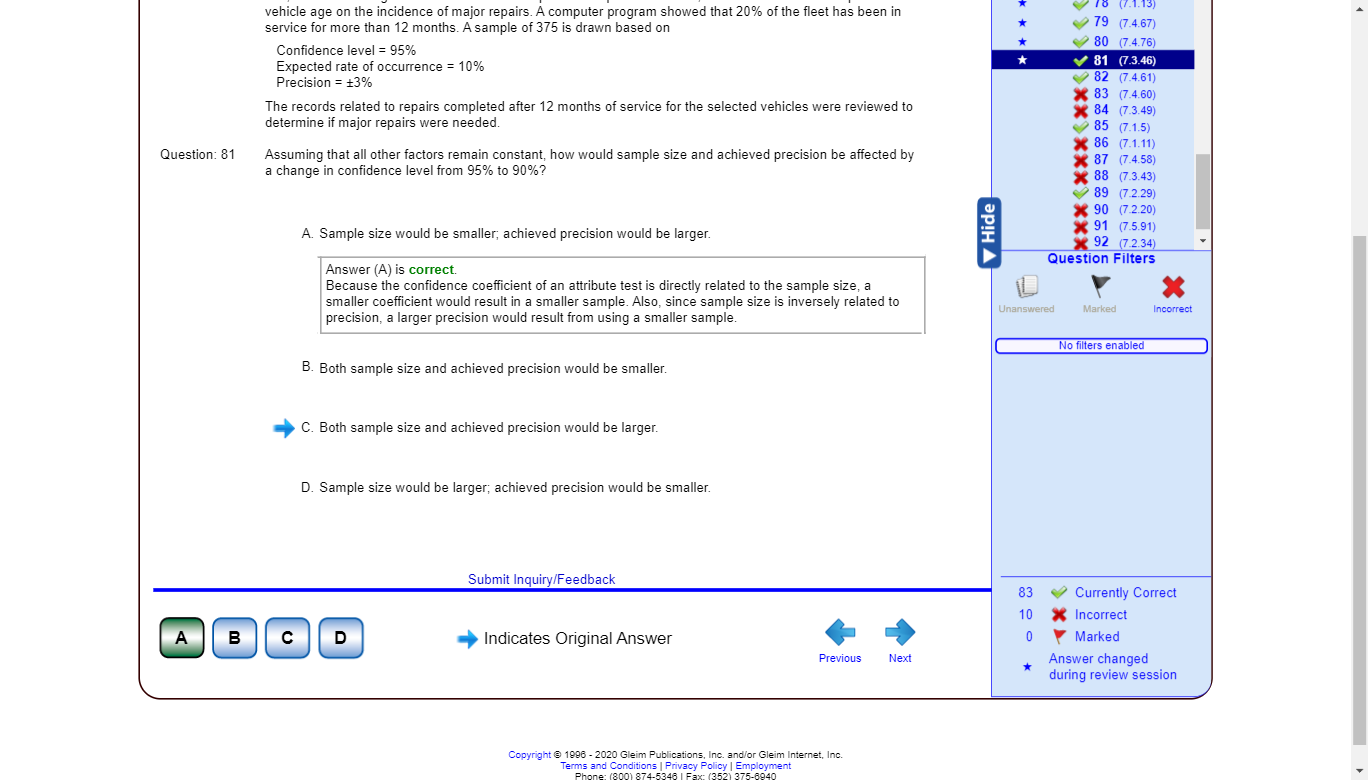 vehicle age on the incidence of major repairs. A computer program showed that 20% of the fleet has been in
service for more than 12 months. A sample of 375 is drawn based on
Confidence level = 95%
Expected rate of occurrence = 10%
Precision = ±3%
The records related to repairs completed after 12 months of service for the selected vehicles were reviewed to
determine if major repairs were needed.
Question: 81
Assuming that all other factors remain constant, how would sample size and achieved precision be affected by
a change in confidence level from 95% to 90%?
A. Sample size would be smaller; achieved precision would be larger.
Answer (A) is correct.
Because the confidence coefficient of an attribute test is directly related to the sample size, a
smaller coefficient would result in a smaller sample. Also, since sample size is inversely related to
precision, a larger precision would result from using a smaller sample.
B. Both sample size and achieved precision would be smaller.
C. Both sample size and achieved precision would be larger.
D. Sample size would be larger; achieved precision would be smaller.
Submit Inquiry/Feedback
A B C D
Indicates Original Answer
Previous
Next
78 (7.1.13)
79 (7.4.67)
80 (7.4.76)
81 (7.3.46)
82 (7.4.61)
83 (7.4.60)
84 (7.3.49)
85 (7.1.5)
86 (7.1.11)
87 (7.4.58)
88 (7.3.43)
89 (7.2.29)
90 (7.2.20)
91 (7.5.91)
92 (7.2.34)
Hide
Question Filters
Unanswered
Marked
Incorrect
No filters enabled
83 Currently Correct
10 Incorrect
0 Marked
Answer changed
during review session
Copyright © 1996 - 2020 Gleim Publications, Inc. and/or Gleim Internet, Inc.
Terms and Conditions | Privacy Policy | Employment
Phone: (800) 874-5346 | Fax: (352) 375-6940